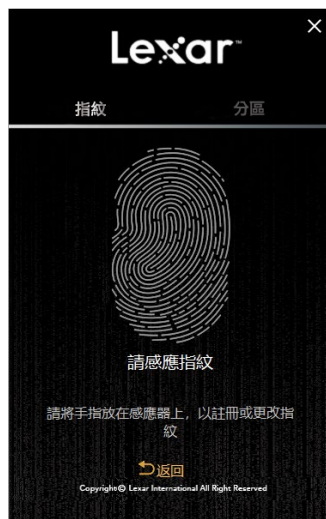 Lexar™
指紋 分區
請感應指紋
請將手指放在感應器上，以註冊或更改指
紋
返回
Copyright© Lexar International All Right Reserved